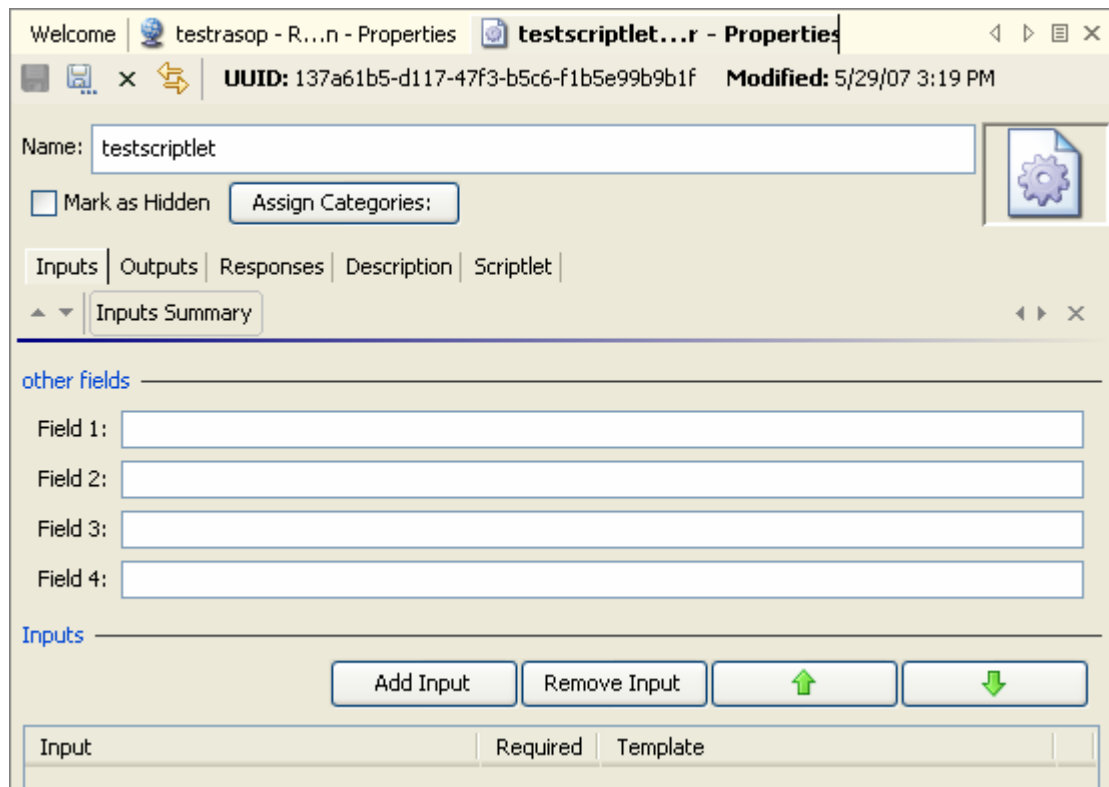 Welcome testrasop - R...n - Properties testscriptlet...r - Properties
UUID: 137a61b5-d117-47f3-b5c6-f1b5e99b9b1f Modified: 5/29/07 3:19 PM
Name: testscriptlet
Mark as Hidden Assign Categories:
Inputs Outputs Responses Description Scriptlet
Inputs Summary
other fields
Field 1:
Field 2:
Field 3:
Field 4:
Inputs
Add Input Remove Input
Input Required Template